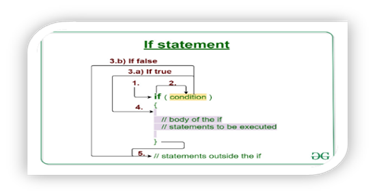 If statement
3.b) If false
3.a) If true
1. 2.
if ( condition )
4. {
// body of the if
// statements to be executed
}
5. // statements outside the if